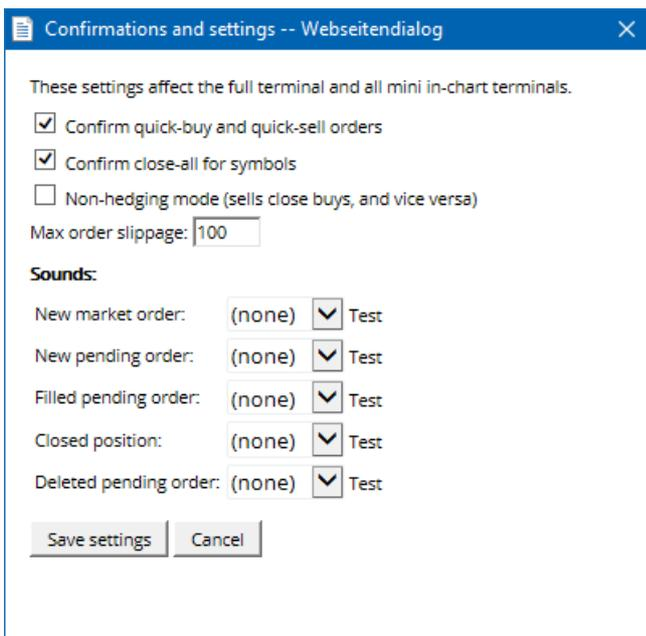 Confirmations and settings -- Webseitendialog
These settings affect the full terminal and all mini in-chart terminals.
Confirm quick-buy and quick-sell orders
Confirm close-all for symbols
Non-hedging mode (sells close buys, and vice versa)
Max order slippage: 100
Sounds:
New market order: (none) Test
New pending order: (none) Test
Filled pending order: (none) Test
Closed position: (none) Test
Deleted pending order: (none) Test
Save settings Cancel